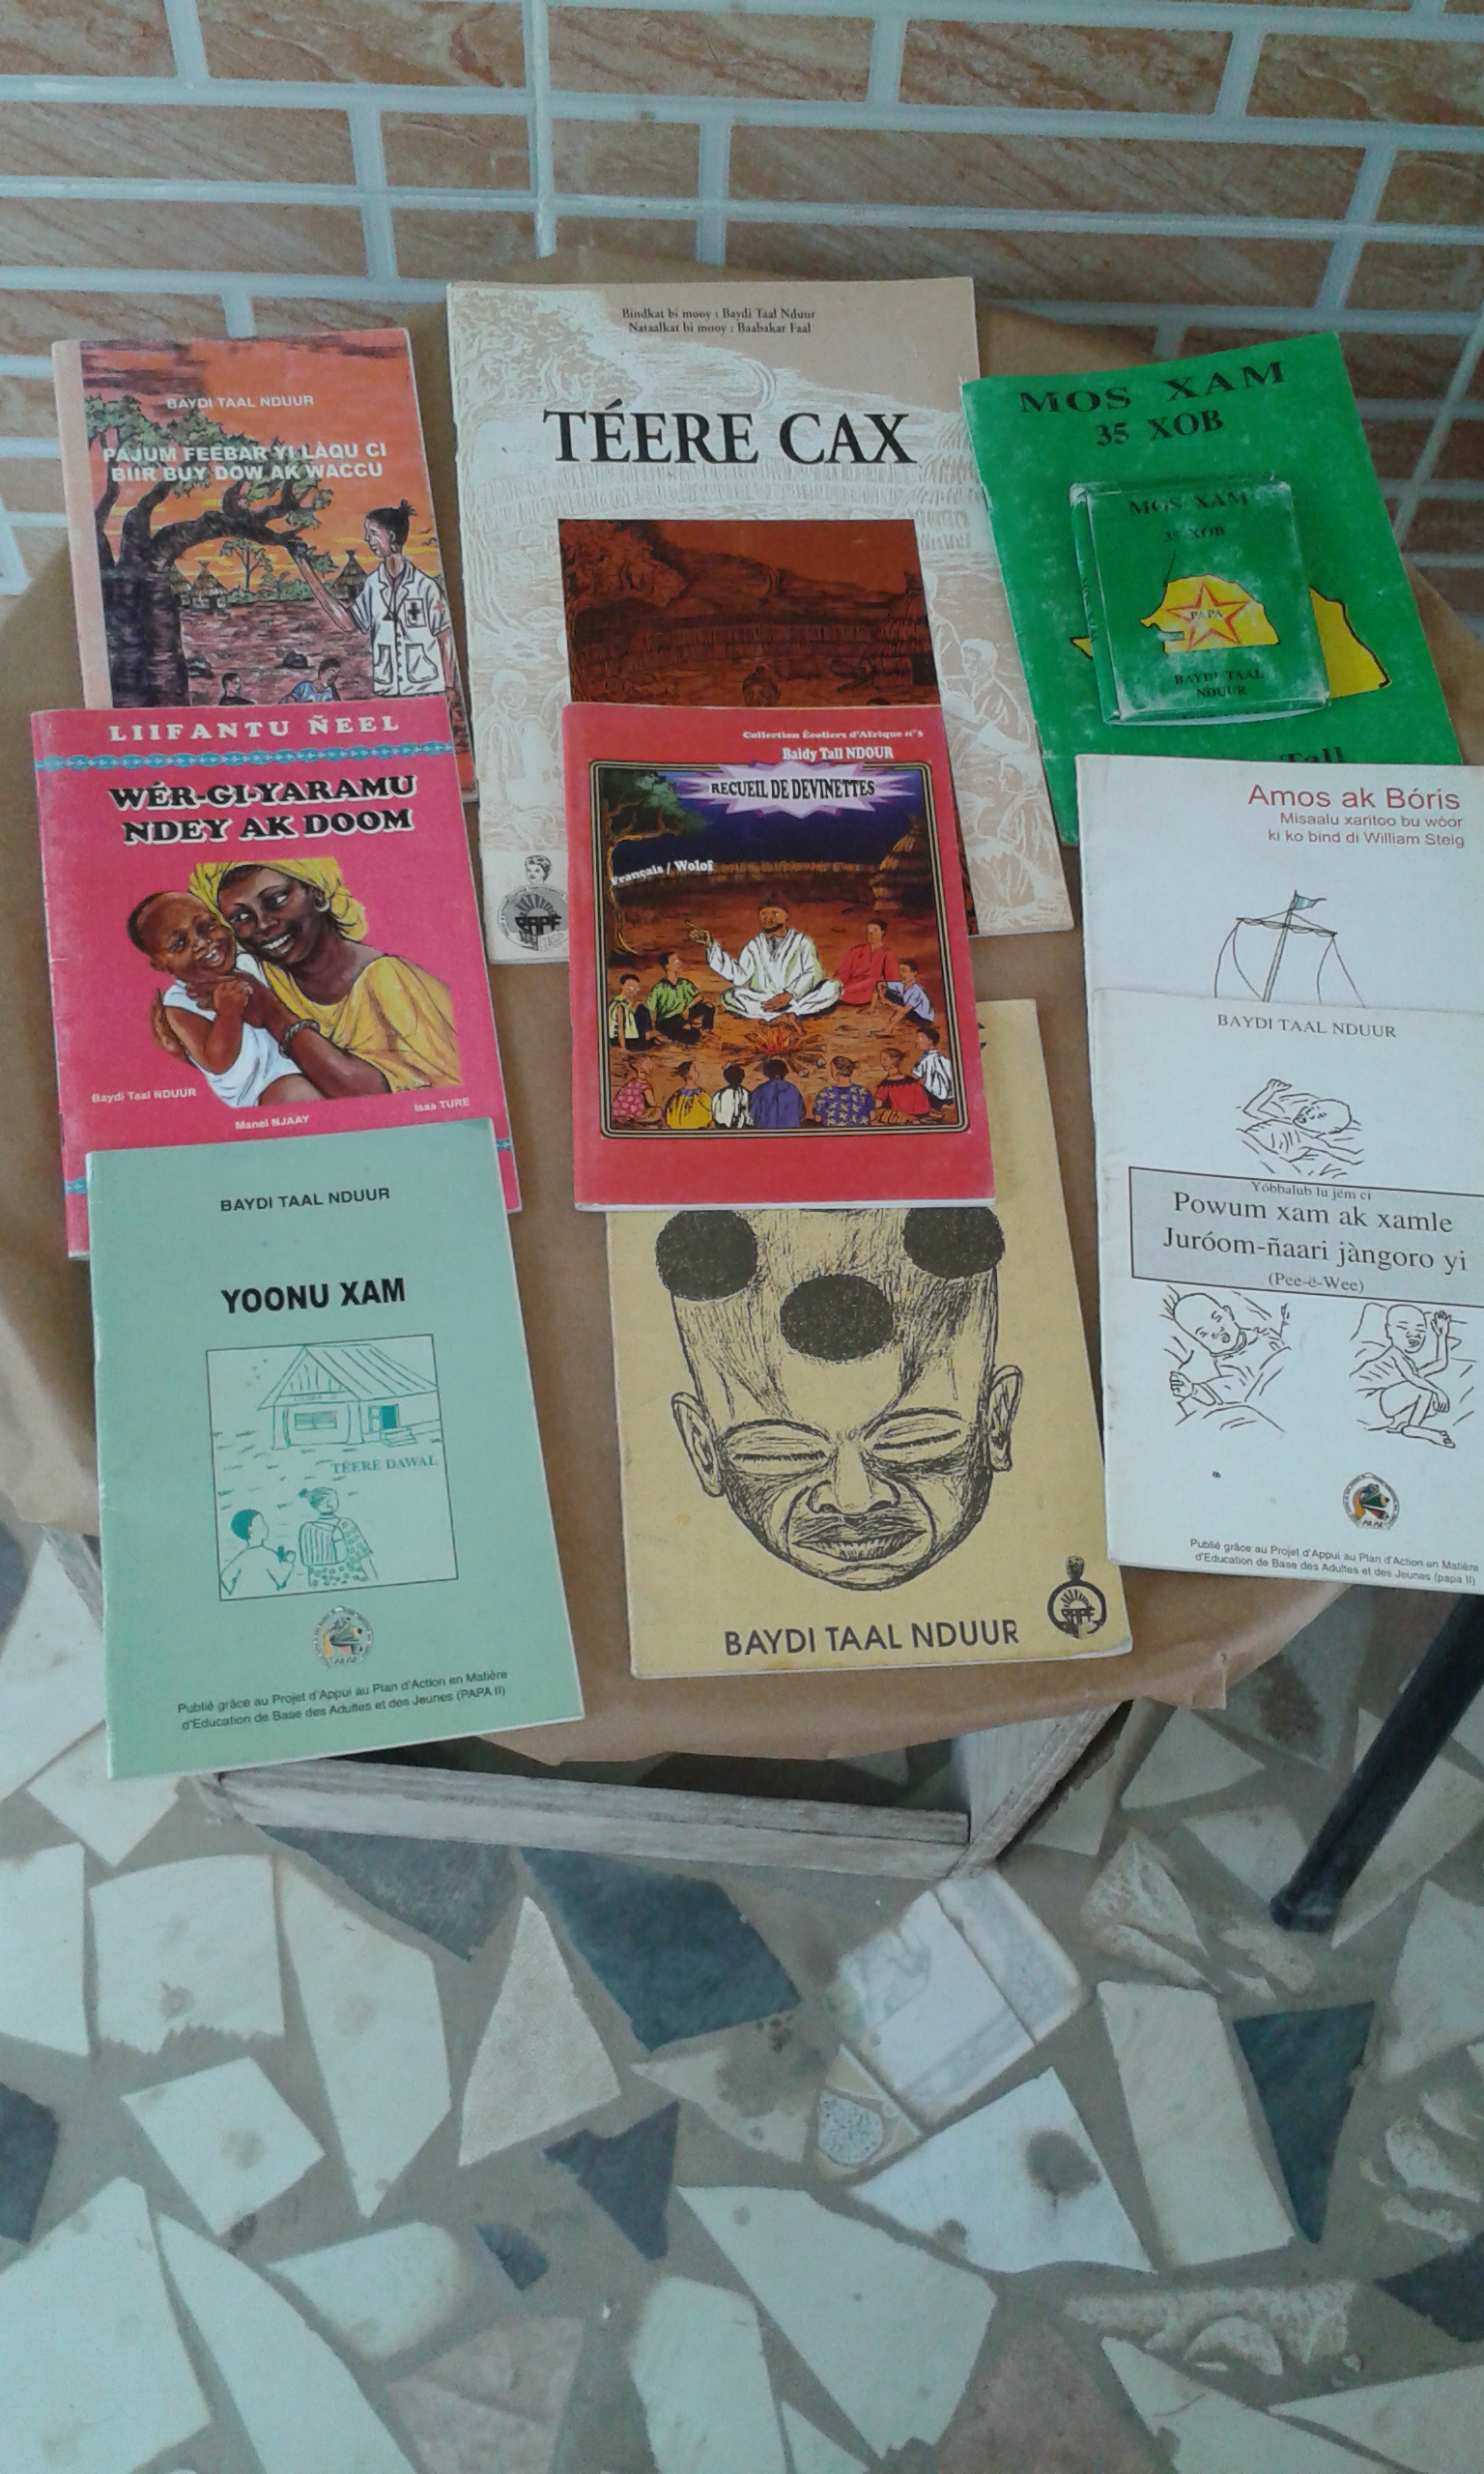 BAYDI TAAL NDUUR
PAJUM FEEBAR YI LÀQU CI
BIIR BUY DOW AK WACCU
Bindkat bi mooy : Baydi Taal Nduur
Nataalkat bi mooy : Baabakar Faal
TÉERE CAX
MOS XAM
35 XOB
MOS XAM
35 XOB
PAPA
BAYDI TAAL
NDUUR
Tall
LIIFANTU ÑEEL
WÉR-GI-YARAMU
NDEY AK DOOM
Baydi Taal NDUUR
Manel NJAAY
Isaa TURE
Collection Écoliers d'Afrique n°3
Baidy Tall NDOUR
RECUEIL DE DEVINETTES
Français / Wolof
Amos ak Bóris
Misaalu xaritoo bu wóor
ki ko bind di William Steig
BAYDI TAAL NDUUR
YOONU XAM
TÉERE DAWAL
PAPA
Publié grâce au Projet d'Appui au Plan d'Action en Matière
d'Education de Base des Adultes et des Jeunes (PAPA II)
BAYDI TAAL NDUUR
BAYDI TAAL NDUUR
Yóbbalub lu jëm ci
Powum xam ak xamle
Juróom-ñaari jàngoro yi
(Pee-ë-Wee)
PAPA
Publié grâce au Projet d'Appui au Plan d'Action en Matière
d'Education de Base des Adultes et des Jeunes (papa II)